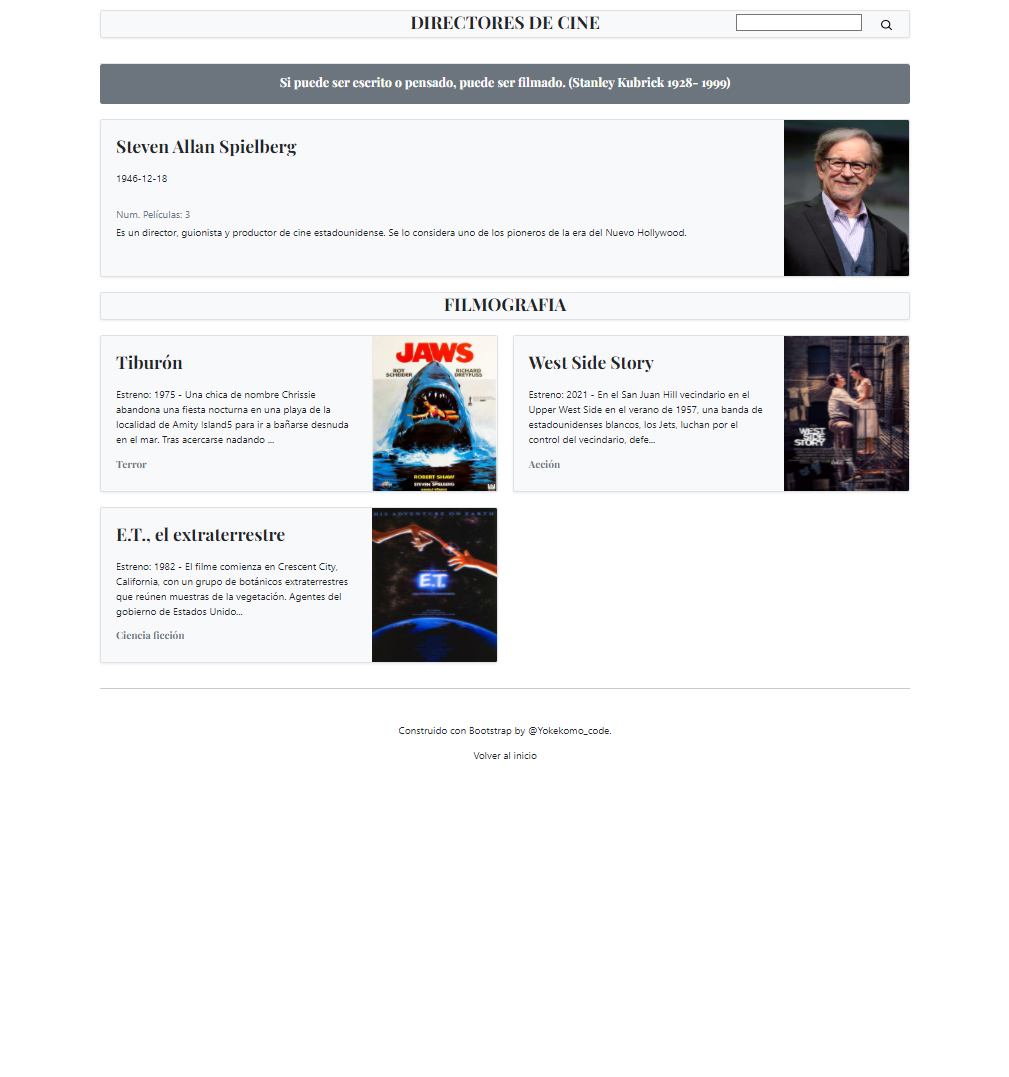 DIRECTORES DE CINE
Si puede ser escrito o pensado, puede ser filmado. (Stanley Kubrick 1928- 1999)
Steven Allan Spielberg
1946-12-18
Num. Películas: 3
Es un director, guionista y productor de cine estadounidense. Se lo considera uno de los pioneros de la era del Nuevo Hollywood.
FILMOGRAFIA
Tiburón
Estreno: 1975 - Una chica de nombre Chrissie
abandona una fiesta nocturna en una playa de la
localidad de Amity Island5 para ir a bañarse desnuda
en el mar. Tras acercarse nadando ...
Terror
JAWS
ROY
SCHEIDER
RICHARD
DREYFUSS
ROBERT SHAW
STEVEN SPIELBERG
West Side Story
Estreno: 2021 - En el San Juan Hill vecindario en el
Upper West Side en el verano de 1957, una banda de
estadounidenses blancos, los Jets, luchan por el
control del vecindario, defe...
Acción
WEST
SIDE
STORY
E.T., el extraterrestre
Estreno: 1982 - El filme comienza en Crescent City,
California, con un grupo de botánicos extraterrestres
que reúnen muestras de la vegetación. Agentes del
gobierno de Estados Unido...
Ciencia ficción
HIS ADVENTURE ON EARTH
E.T.
Construido con Bootstrap by @Yokekomo_code.
Volver al inicio